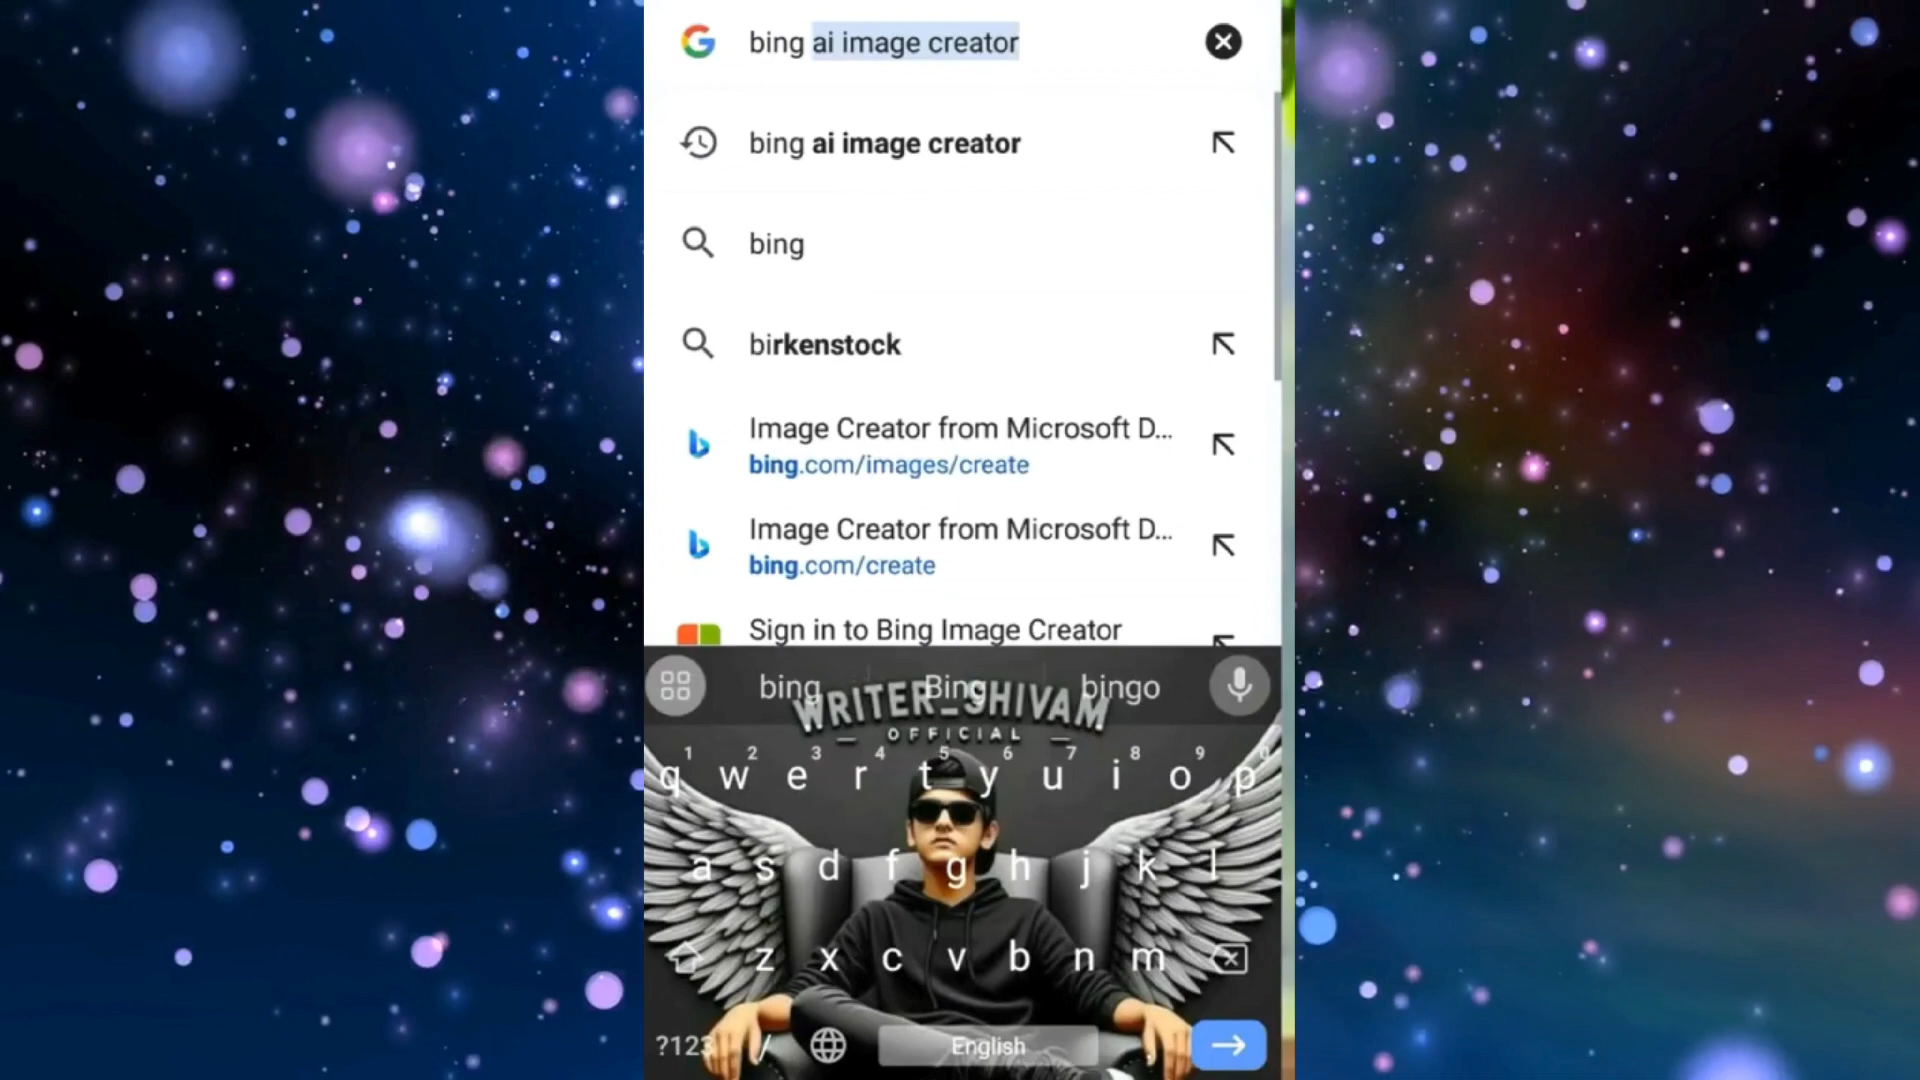 bing ai image creator
bing ai image creator
bing
birkenstock
Image Creator from Microsoft D...
bing.com/images/create
Image Creator from Microsoft D...
bing.com/create
Sign in to Bing Image Creator
bing Bing bingo
WRITER_SHIVAM
OFFICIAL
1 2 3 4 5 6 7 8 9 0
q w e r t y u i o p
a s d f g h j k l
z x c v b n m
?123 / English .